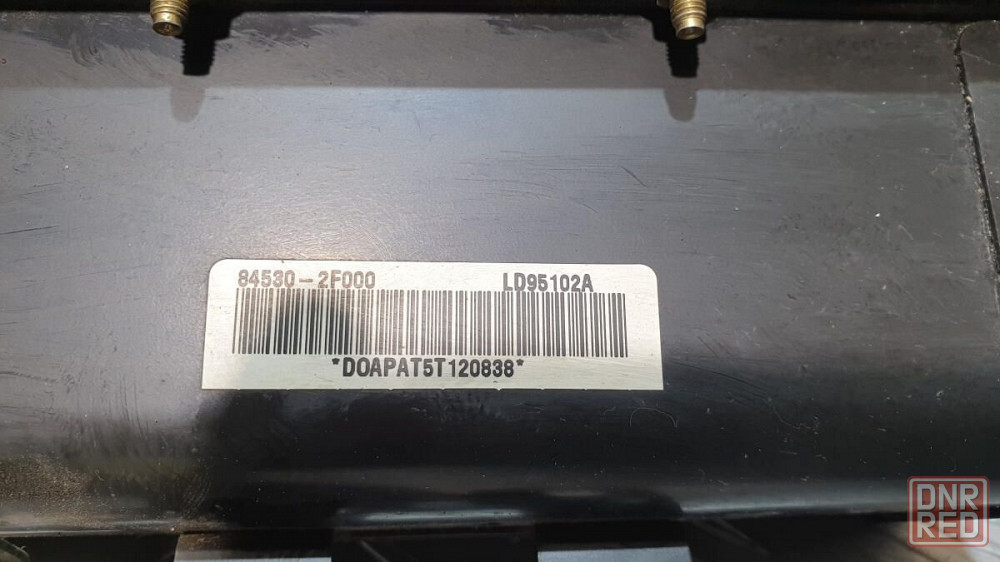 84530-2F000 LD95102A
*DOAPAT5T120838*
DNR
RED